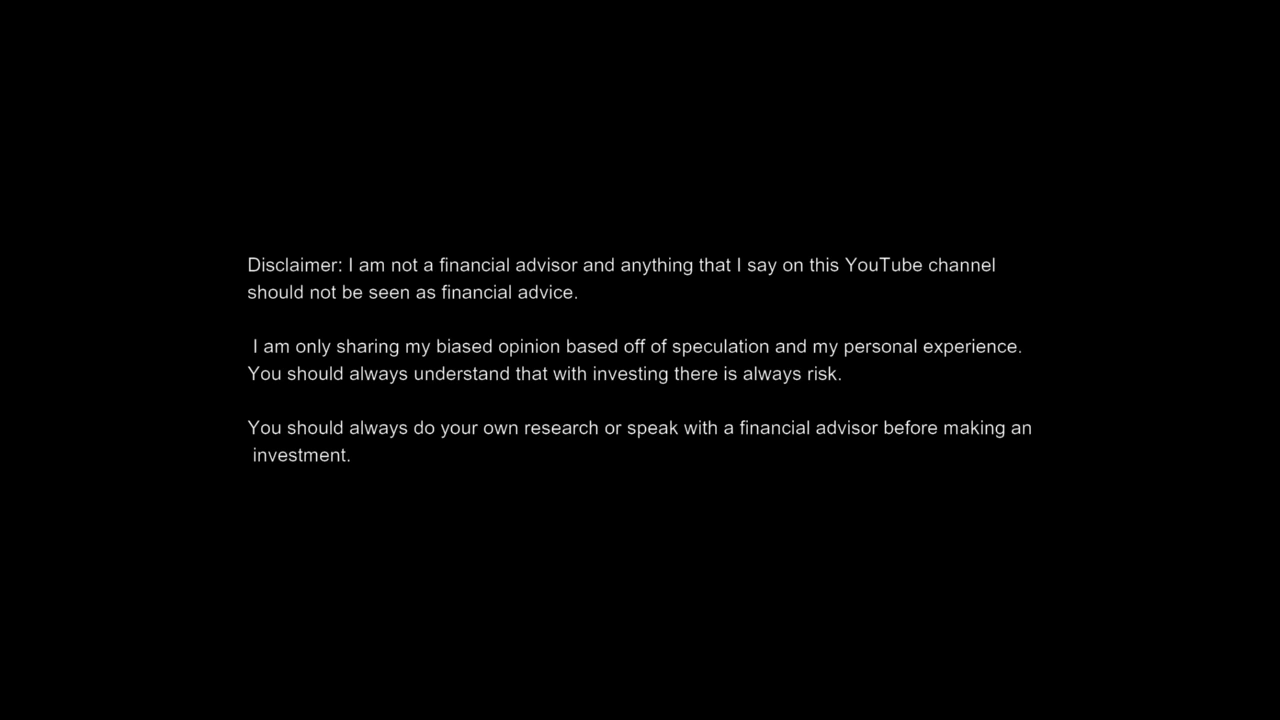 Disclaimer: I am not a financial advisor and anything that I say on this YouTube channel
should not be seen as financial advice.
I am only sharing my biased opinion based off of speculation and my personal experience.
You should always understand that with investing there is always risk.
You should always do your own research or speak with a financial advisor before making an
investment.